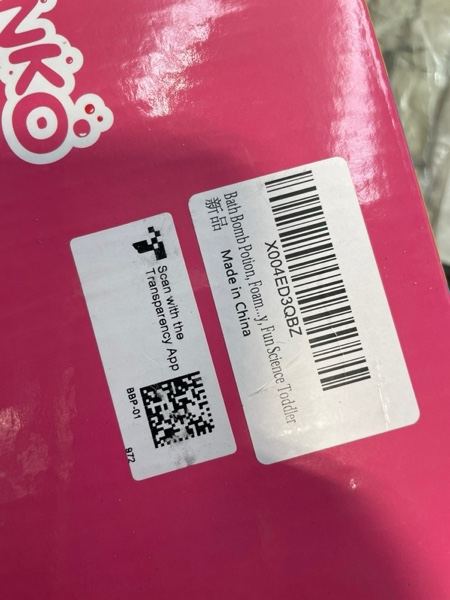 NKO
X004ED3QBZ
Bath Bomb Potion, Foam...y, Fun Science Toddler
新品
Made in China
Scan with the
Transparency App
BBP-01
972